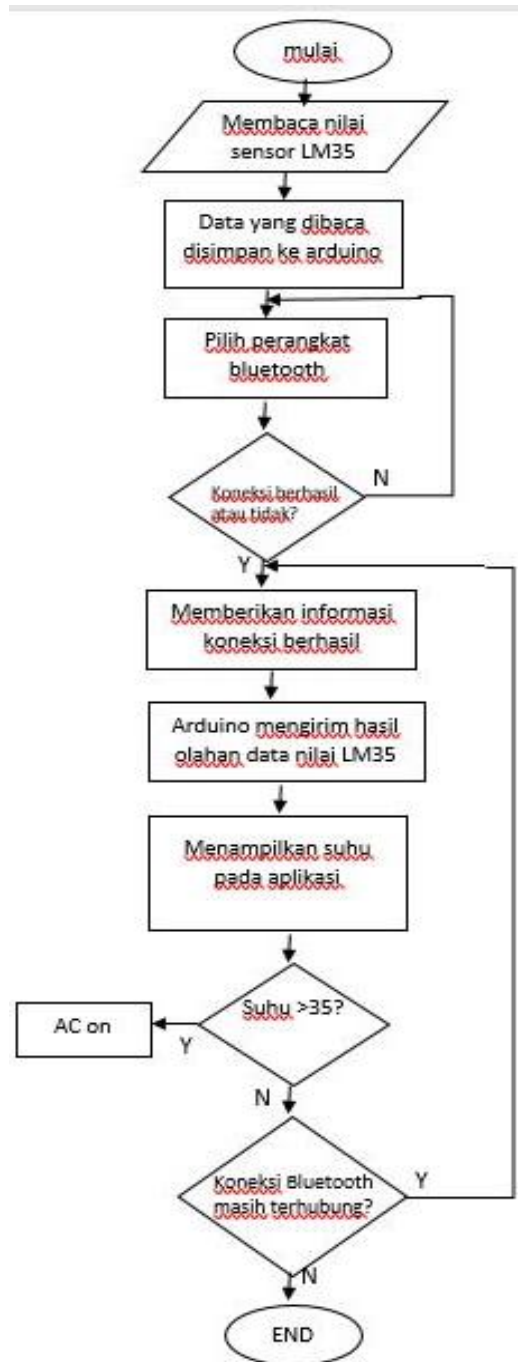 mulai
Membaca nilai
sensor LM35
Data yang dibaca
disimpan ke arduino
Pilih perangkat
bluetooth
N
Koneksi berhasil
atau tidak?
Y
Memberikan informasi
koneksi berhasil
Arduino mengirim hasil
olahan data nilai LM35
Menampilkan suhu
pada aplikasi
Suhu >35?
AC on
Y
N
Koneksi Bluetooth
masih terhubung?
Y
N
END